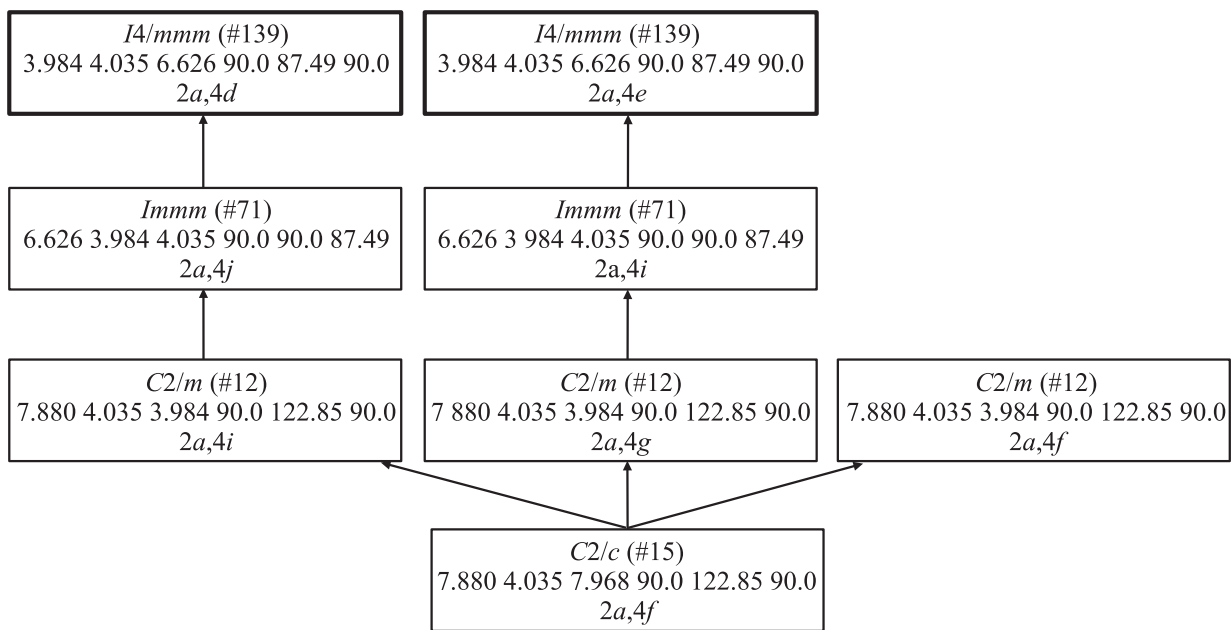 I4/mmm (#139)
3.984 4.035 6.626 90.0 87.49 90.0
2a,4d
I4/mmm (#139)
3.984 4.035 6.626 90.0 87.49 90.0
2a,4e
Immm (#71)
6.626 3.984 4.035 90.0 90.0 87.49
2a,4j
Immm (#71)
6.626 3 984 4.035 90.0 90.0 87.49
2a,4i
C2/m (#12)
7.880 4.035 3.984 90.0 122.85 90.0
2a,4i
C2/m (#12)
7 880 4.035 3.984 90.0 122.85 90.0
2a,4g
C2/m (#12)
7.880 4.035 3.984 90.0 122.85 90.0
2a,4f
C2/c (#15)
7.880 4.035 7.968 90.0 122.85 90.0
2a,4f